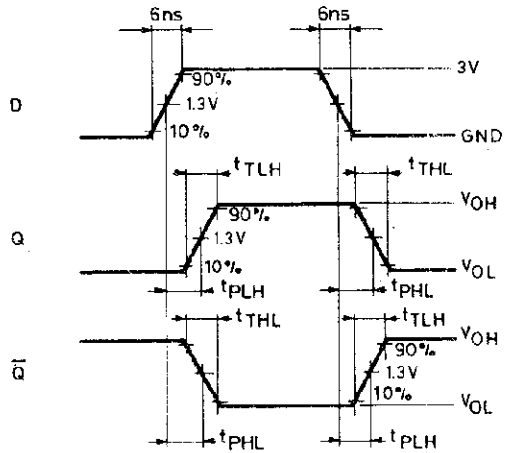 6ns 6ns
90% 3V
D 1.3V
10% GND
tTLH tTHL
90% VOH
Q 1.3V
10% VOL
tPLH tPHL
tTHL tTLH
VOH
90%
Q̅ 1.3V
10%
VOL
tPHL tPLH